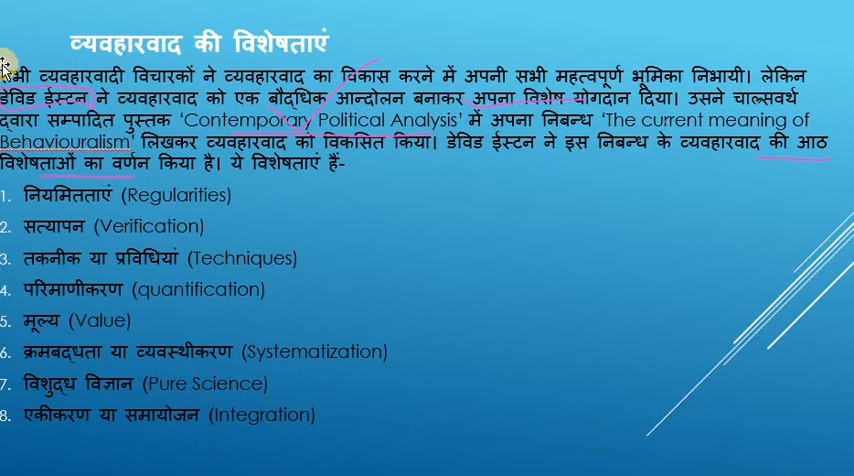 व्यवहारवाद की विशेषताएं
सभी व्यवहारवादी विचारकों ने व्यवहारवाद का विकास करने में अपनी सभी महत्वपूर्ण भूमिका निभायी। लेकिन
डेविड ईस्टन ने व्यवहारवाद को एक बौद्धिक आन्दोलन बनाकर अपना विशेष योगदान दिया। उसने चार्ल्सवर्थ
द्वारा सम्पादित पुस्तक ‘Contemporary Political Analysis’ में अपना निबन्ध ‘The current meaning of
Behaviouralism’ लिखकर व्यवहारवाद को विकसित किया। डेविड ईस्टन ने इस निबन्ध के व्यवहारवाद की आठ
विशेषताओं का वर्णन किया है। ये विशेषताएं हैं-
1. नियमितताएं (Regularities)
2. सत्यापन (Verification)
3. तकनीक या प्रविधियां (Techniques)
4. परिमाणीकरण (quantification)
5. मूल्य (Value)
6. क्रमबद्धता या व्यवस्थीकरण (Systematization)
7. विशुद्ध विज्ञान (Pure Science)
8. एकीकरण या समायोजन (Integration)